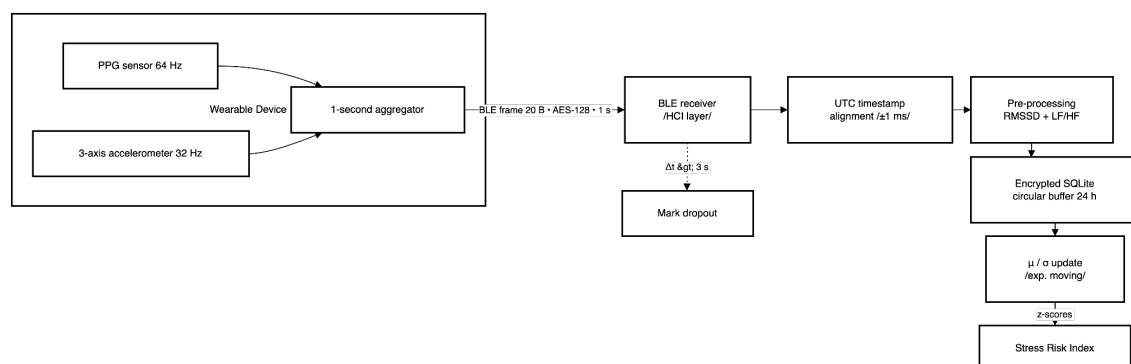 PPG sensor 64 Hz
Wearable Device
1-second aggregator
3-axis accelerometer 32 Hz
BLE frame 20 B • AES-128 • 1 s
BLE receiver
/HCI layer/
Δt &gt; 3 s
Mark dropout
UTC timestamp
alignment /±1 ms/
Pre-processing
RMSSD + LF/HF
Encrypted SQLite
circular buffer 24 h
μ / σ update
/exp. moving/
z-scores
Stress Risk Index